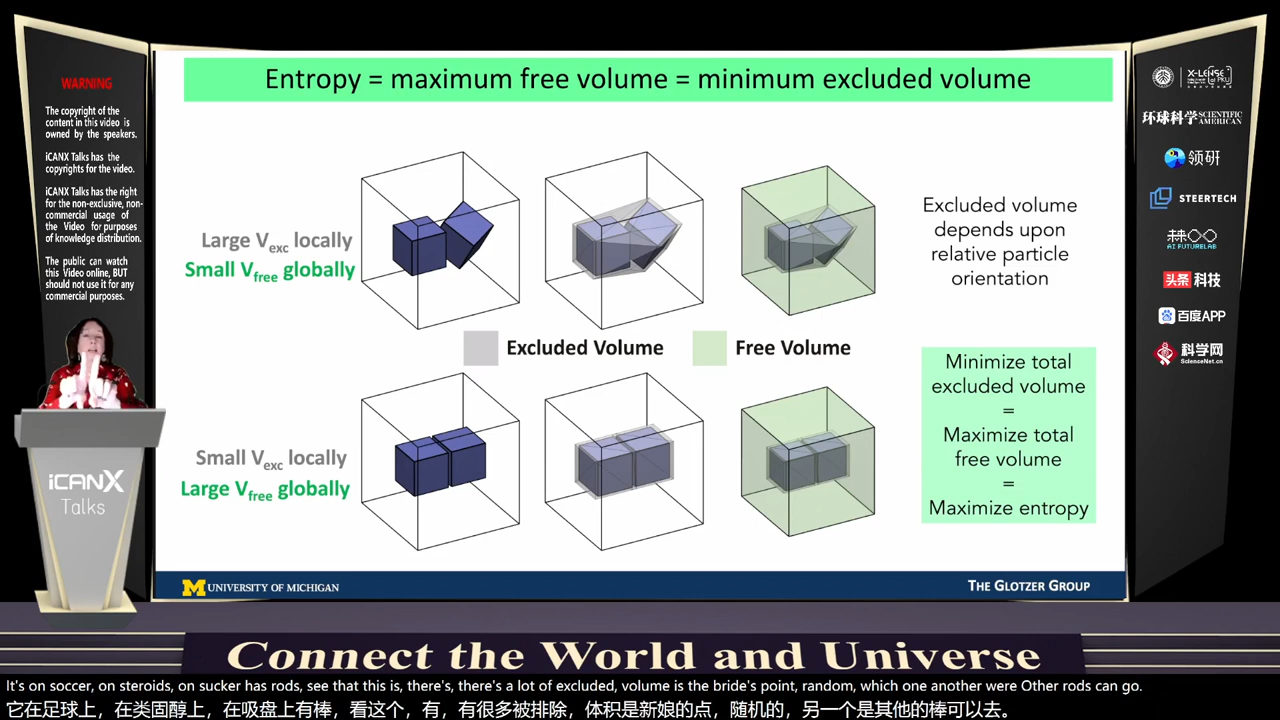 Entropy = maximum free volume = minimum excluded volume
WARNING
The copyright of the
content in this video is
owned by the speakers.
iCANX Talks has the
copyrights for the video.
iCANX Talks has the right
for the non-exclusive, non-
commercial usage of
the Video for purposes
of knowledge distribution.
The public can watch
this Video online, BUT
should not use it for any
commercial purposes.
Large Vexc locally
Small Vfree globally
Excluded volume
depends upon
relative particle
orientation
Excluded Volume
Free Volume
Small Vexc locally
Large Vfree globally
Minimize total
excluded volume
=
Maximize total
free volume
=
Maximize entropy
M UNIVERSITY OF MICHIGAN
THE GLOTZER GROUP
X-LENSE
环球科学 SCIENTIFIC AMERICAN
领研
STEERTECH
AI FUTURELAB
头条 科技
百度APP
科学网
ScienceNet.cn
iCANX
Talks
Connect the World and Universe
It's on soccer, on steroids, on sucker has rods, see that this is, there's, there's a lot of excluded, volume is the bride's point, random, which one another were Other rods can go.
它在足球上，在类固醇上，在吸盘上有棒，看这个，有，有很多被排除，体积是新娘的点，随机的，另一个是其他的棒可以去。